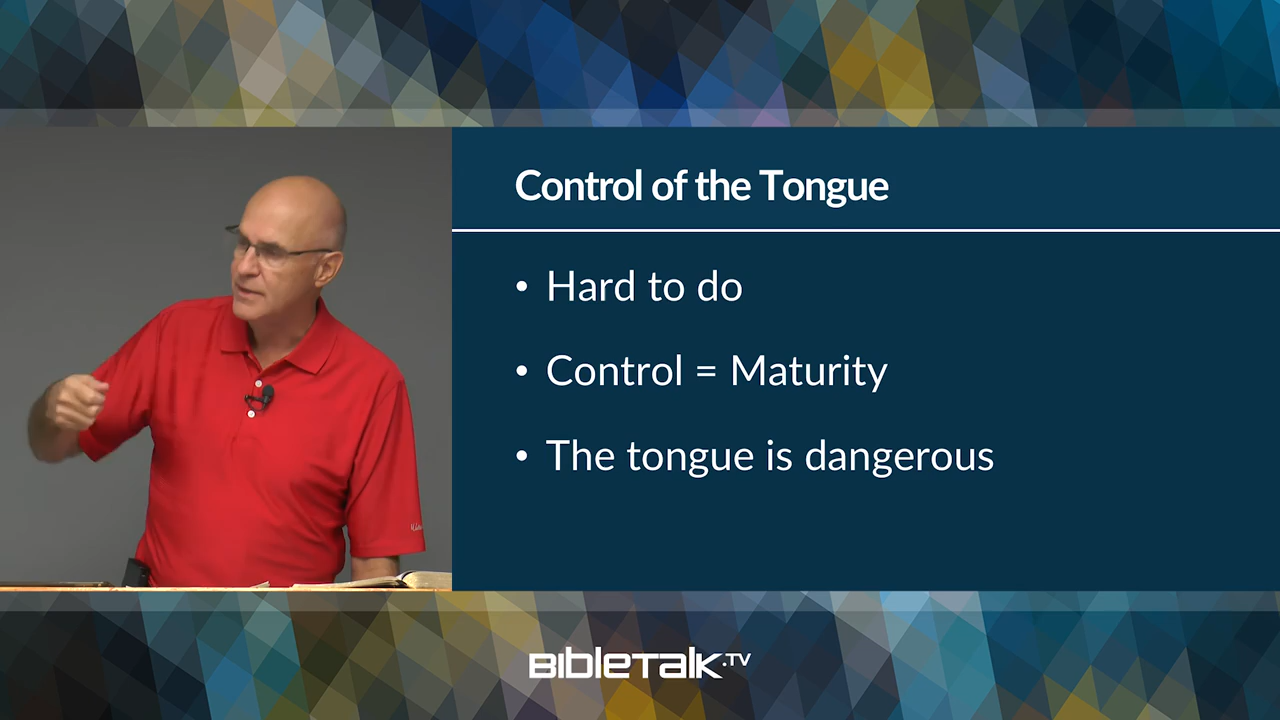 Control of the Tongue
• Hard to do
• Control = Maturity
• The tongue is dangerous
BIBLETALK.TV